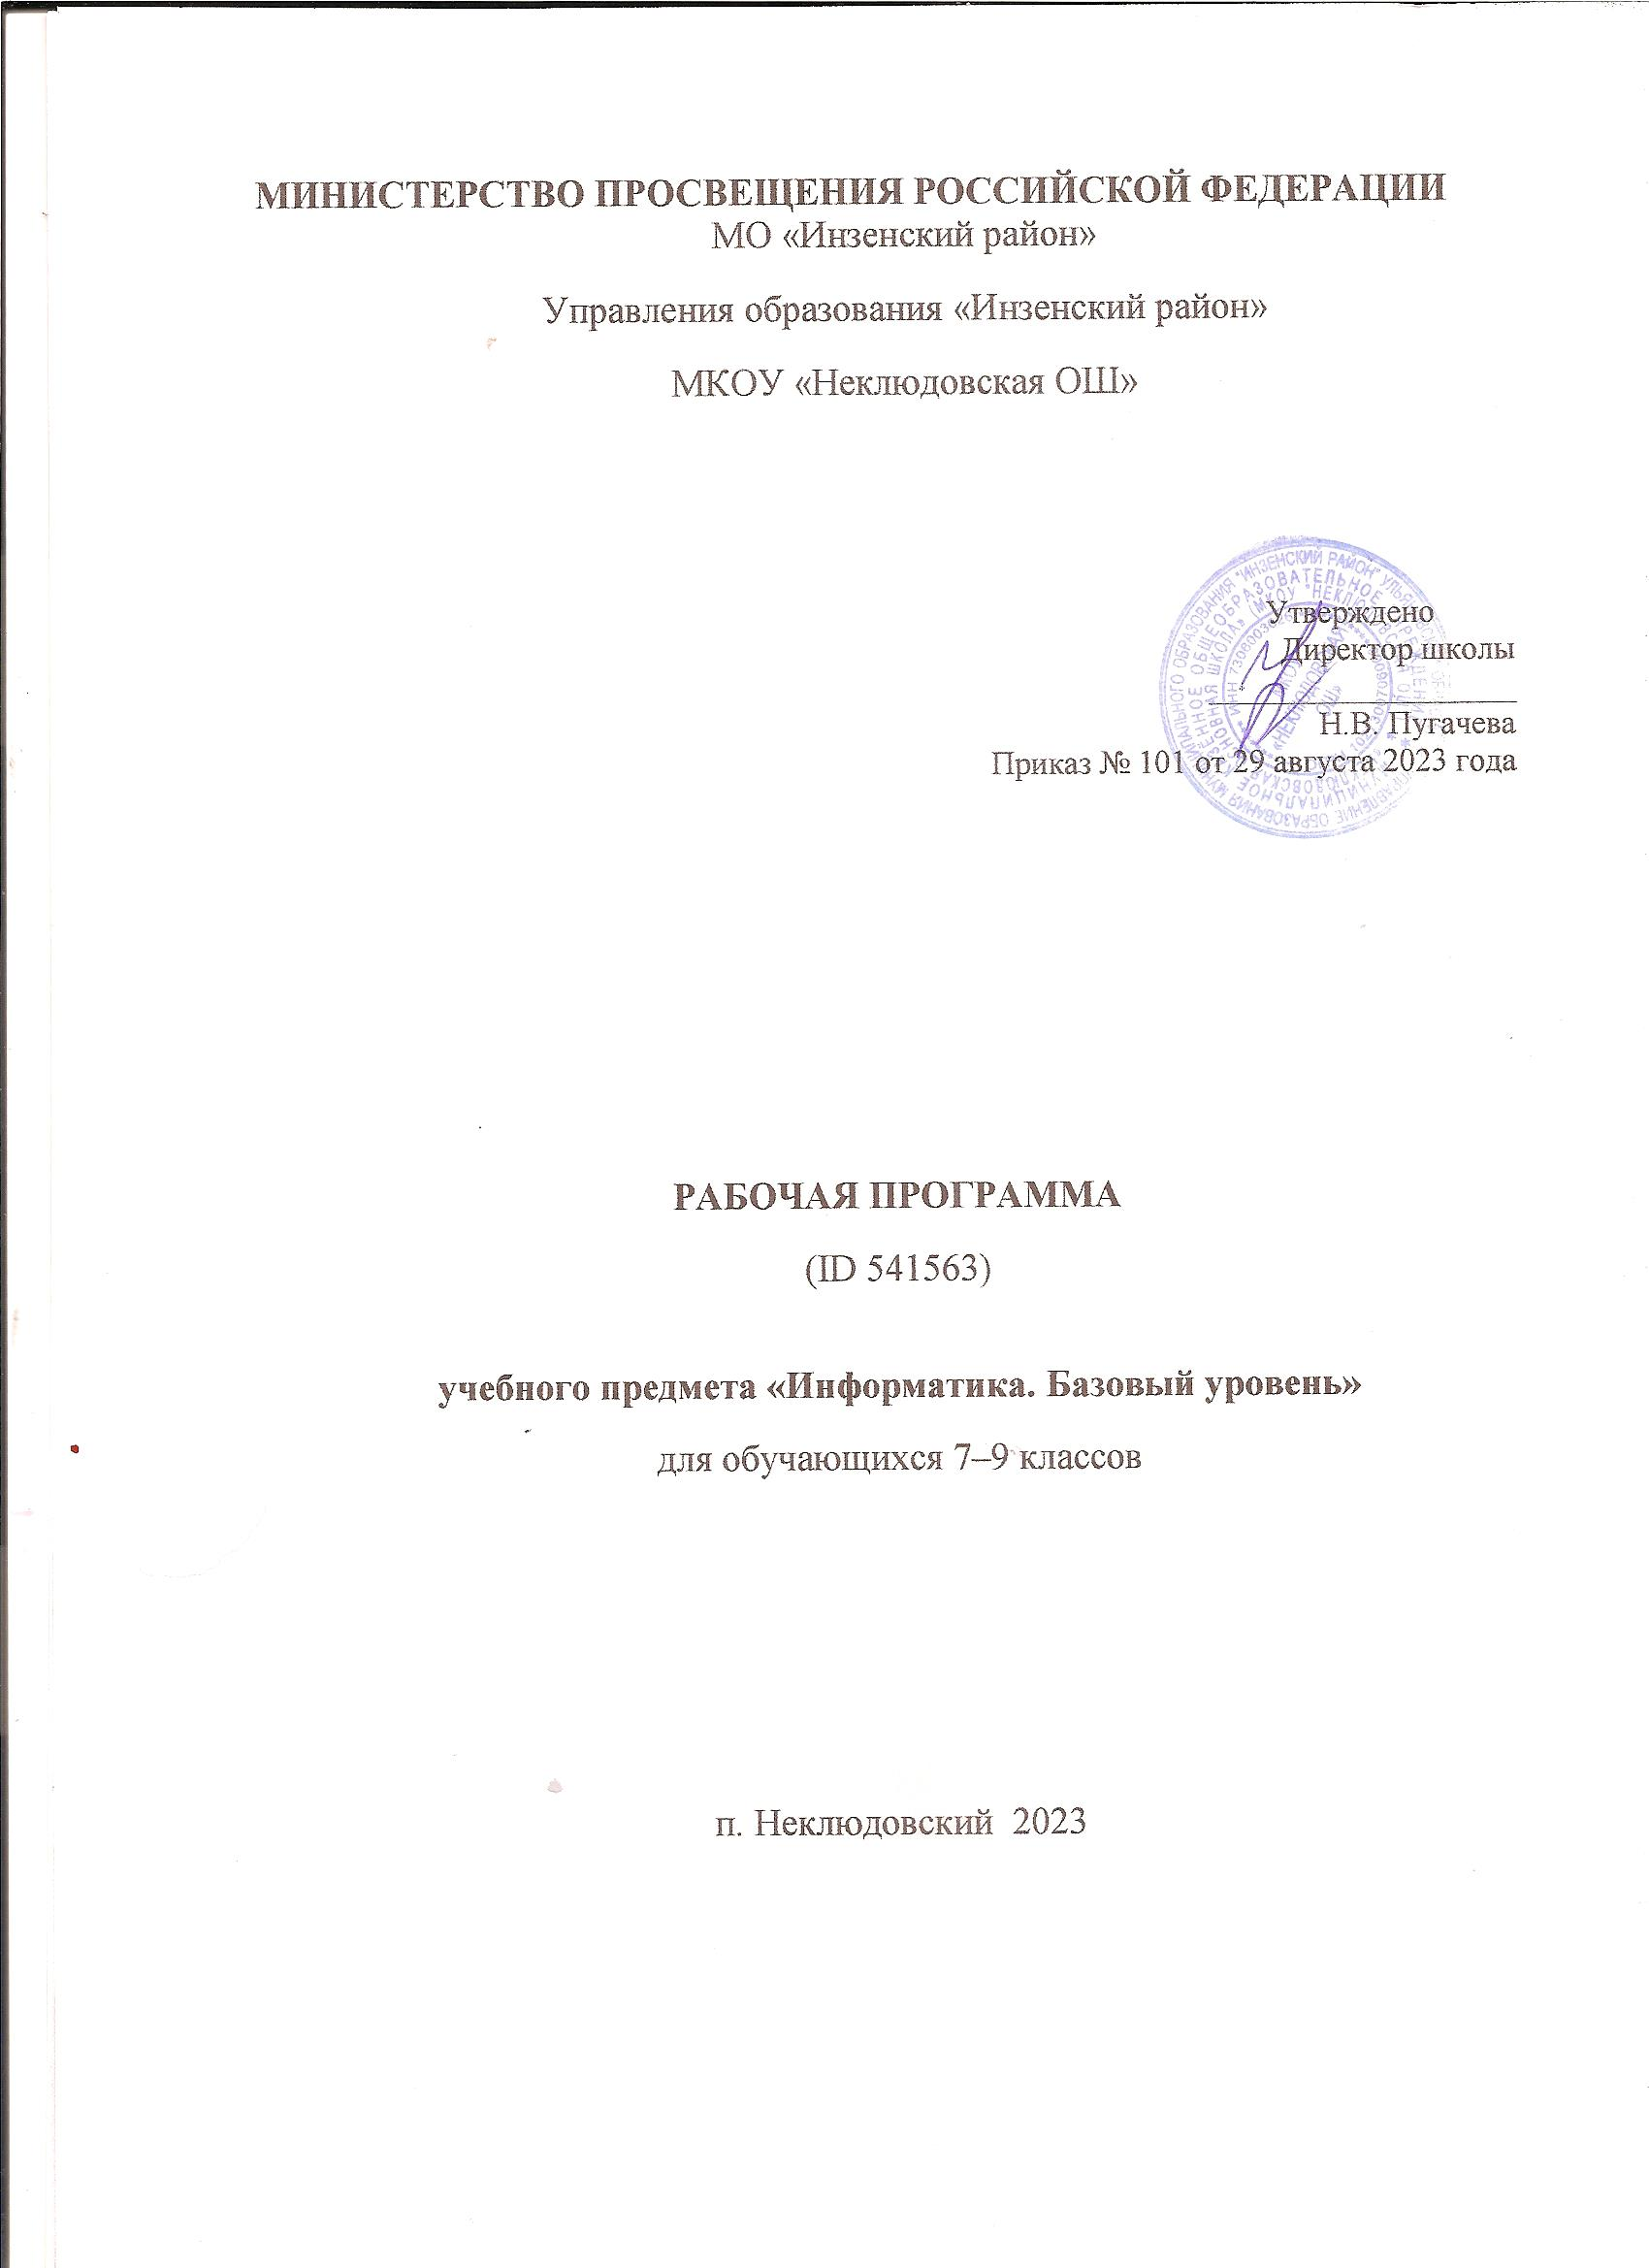 МИНИСТЕРСТВО ПРОСВЕЩЕНИЯ РОССИЙСКОЙ ФЕДЕРАЦИИ
МО «Инзенский район»
Управления образования «Инзенский район»
МКОУ «Неклюдовская ОШ»
Утверждено
Директор школы
Н.В. Пугачева
Приказ № 101 от 29 августа 2023 года
РАБОЧАЯ ПРОГРАММА
(ID 541563)
учебного предмета «Информатика. Базовый уровень»
для обучающихся 7–9 классов
п. Неклюдовский 2023